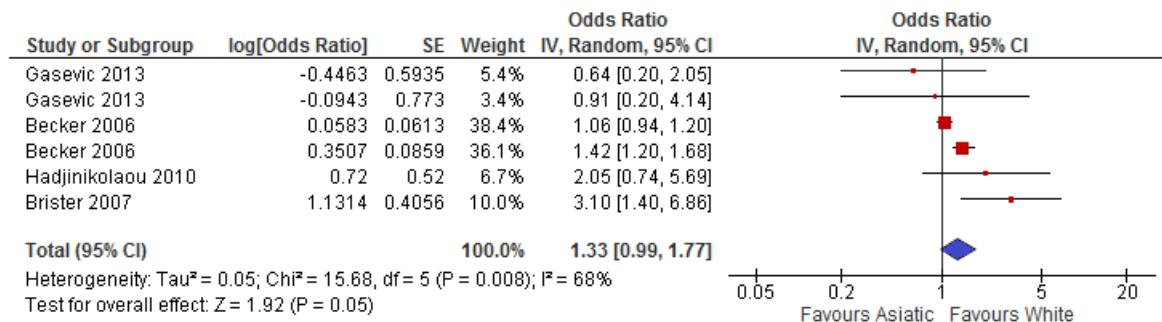 Odds Ratio Odds Ratio
Study or Subgroup log[Odds Ratio] SE Weight IV, Random, 95% CI IV, Random, 95% CI
Gasevic 2013 -0.4463 0.5935 5.4% 0.64 [0.20, 2.05]
Gasevic 2013 -0.0943 0.773 3.4% 0.91 [0.20, 4.14]
Becker 2006 0.0583 0.0613 38.4% 1.06 [0.94, 1.20]
Becker 2006 0.3507 0.0859 36.1% 1.42 [1.20, 1.68]
Hadjinikolaou 2010 0.72 0.52 6.7% 2.05 [0.74, 5.69]
Brister 2007 1.1314 0.4056 10.0% 3.10 [1.40, 6.86]
Total (95% CI) 100.0% 1.33 [0.99, 1.77]
Heterogeneity: Tau² = 0.05; Chi² = 15.68, df = 5 (P = 0.008); I² = 68%
Test for overall effect: Z = 1.92 (P = 0.05)
0.05 0.2 1 5 20
Favours Asiatic Favours White